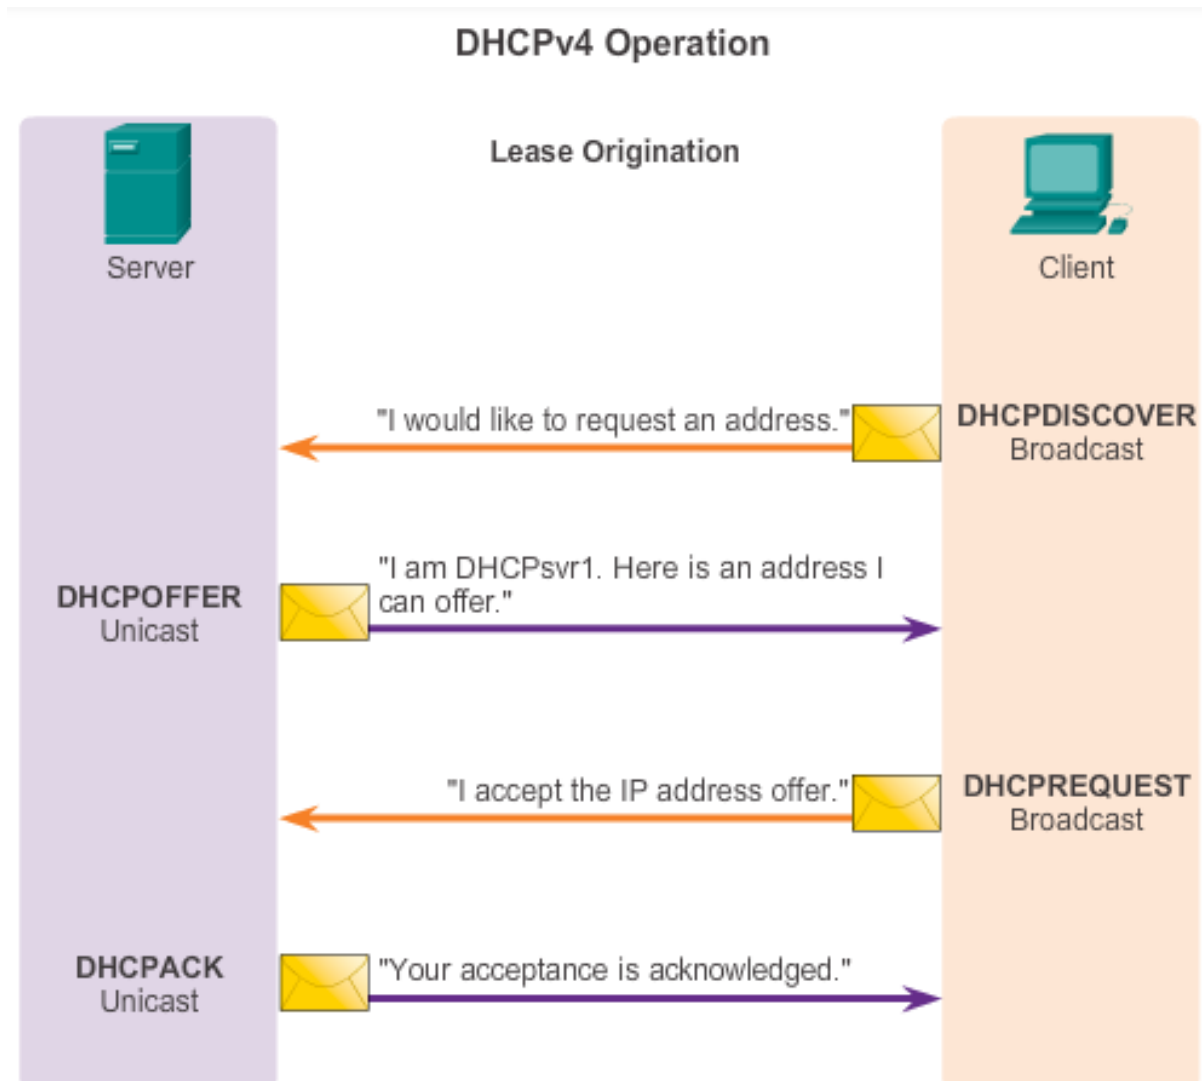 DHCPv4 Operation
Lease Origination
Server
Client
"I would like to request an address."
DHCPDISCOVER
Broadcast
DHCPOFFER
Unicast
"I am DHCPsvr1. Here is an address I
can offer."
"I accept the IP address offer."
DHCPREQUEST
Broadcast
DHCPACK
Unicast
"Your acceptance is acknowledged."